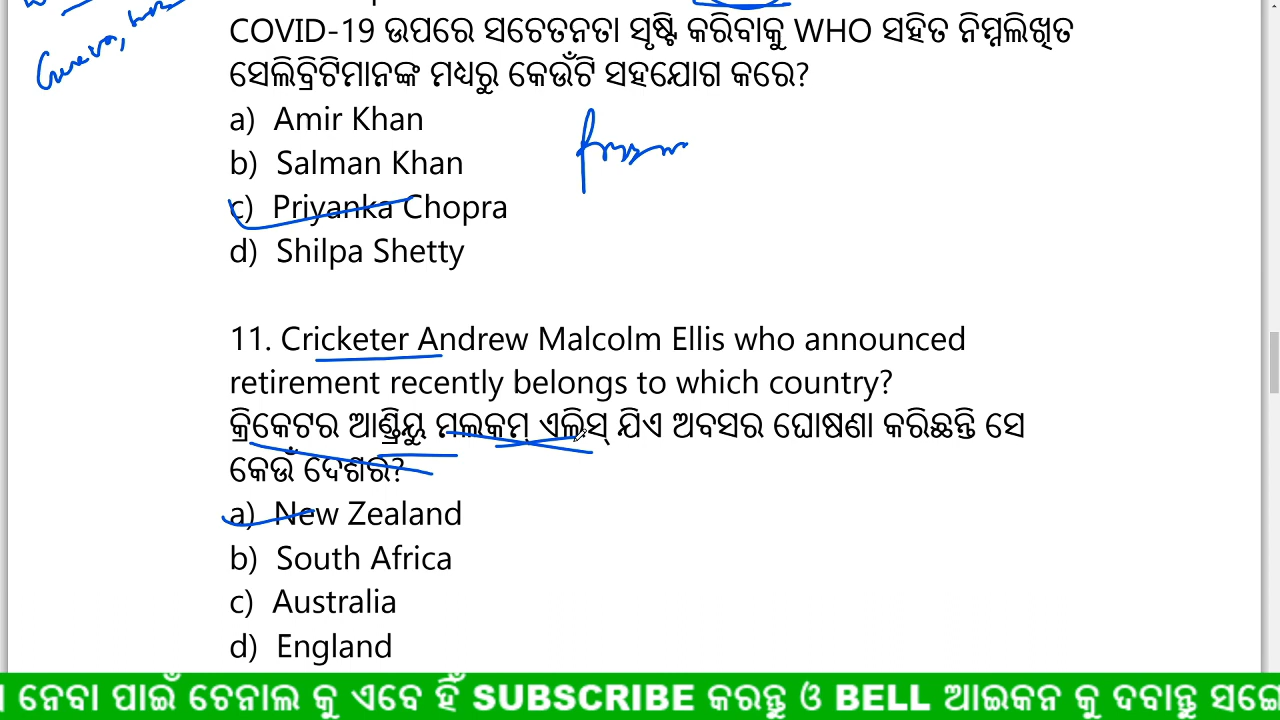 COVID-19 ଉପରେ ସଚେତନତା ସୃଷ୍ଟି କରିବାକୁ WHO ସହିତ ନିମ୍ନଲିଖିତ
Geneva,
ସେଲିବ୍ରିଟିମାନଙ୍କ ମଧ୍ୟରୁ କେଉଁଟି ସହଯୋଗ କରେ?
a) Amir Khan
b) Salman Khan
c) Priyanka Chopra
d) Shilpa Shetty
11. Cricketer Andrew Malcolm Ellis who announced
retirement recently belongs to which country?
କ୍ରିକେଟର ଆଣ୍ଡ୍ରିୟୁ ମଲକମ୍ ଏଲିସ୍ ଯିଏ ଅବସର ଘୋଷଣା କରିଛନ୍ତି ସେ
କେଉଁ ଦେଶର?
a) New Zealand
b) South Africa
c) Australia
d) England
ନେବା ପାଇଁ ଚେନାଲ କୁ ଏବେ ହିଁ SUBSCRIBE କରନ୍ତୁ ଓ BELL ଆଇକନ କୁ ଦବାନ୍ତୁ